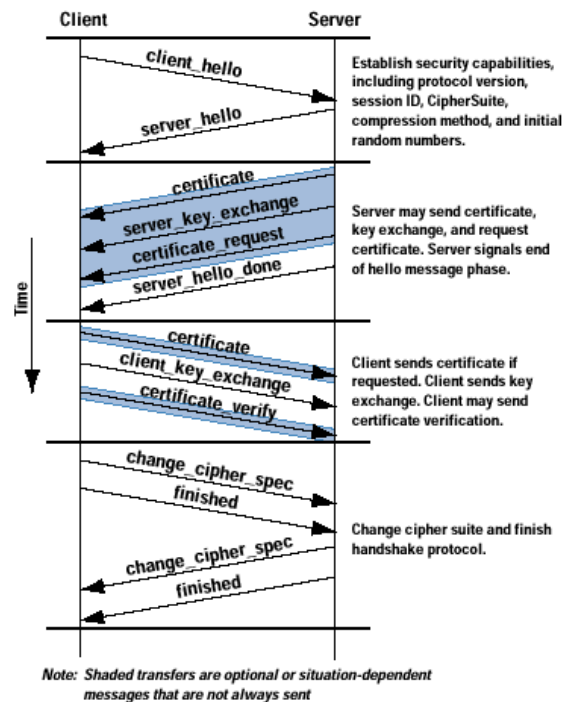 Client
Server
client_hello
server_hello
Establish security capabilities,
including protocol version,
session ID, CipherSuite,
compression method, and initial
random numbers.
certificate
server_key_exchange
certificate_request
server_hello_done
Server may send certificate,
key exchange, and request
certificate. Server signals end
of hello message phase.
Time
certificate
client_key_exchange
certificate_verify
Client sends certificate if
requested. Client sends key
exchange. Client may send
certificate verification.
change_cipher_spec
finished
change_cipher_spec
finished
Change cipher suite and finish
handshake protocol.
Note: Shaded transfers are optional or situation-dependent
messages that are not always sent